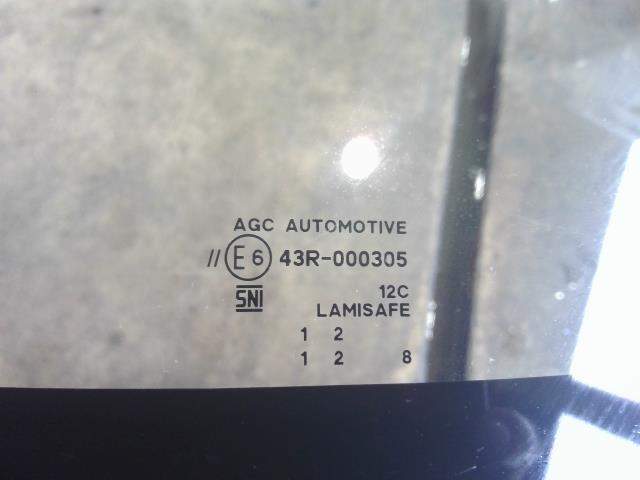 AGC AUTOMOTIVE
// E6 43R-000305
SNI 12C
LAMISAFE
1 2
1 2 8